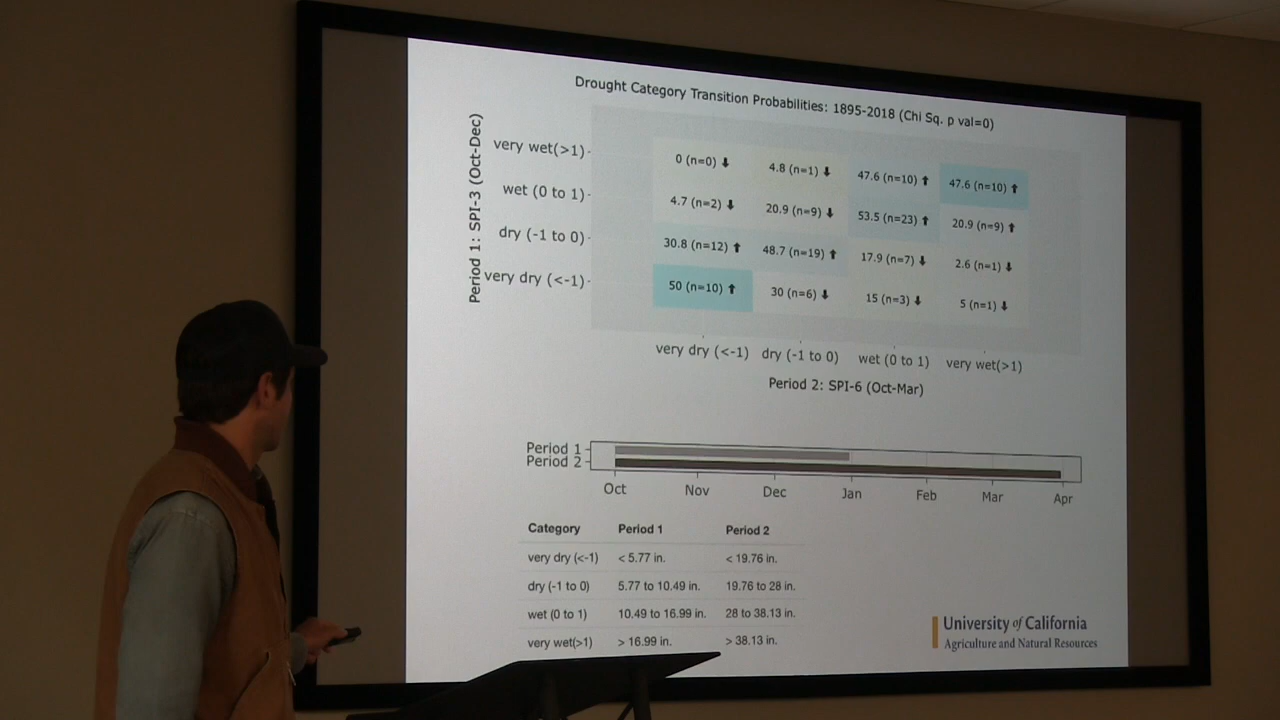 Drought Category Transition Probabilities: 1895-2018 (Chi Sq. p val=0)
Period 1: SPI-3 (Oct-Dec)
very wet(>1) 0 (n=0) ⬇ 4.8 (n=1) ⬇ 47.6 (n=10) ⬆ 47.6 (n=10) ⬆
wet (0 to 1) 4.7 (n=2) ⬇ 20.9 (n=9) ⬇ 53.5 (n=23) ⬆ 20.9 (n=9) ⬆
dry (-1 to 0) 30.8 (n=12) ⬆ 48.7 (n=19) ⬆ 17.9 (n=7) ⬇ 2.6 (n=1) ⬇
very dry (<-1) 50 (n=10) ⬆ 30 (n=6) ⬇ 15 (n=3) ⬇ 5 (n=1) ⬇
very dry (<-1) dry (-1 to 0) wet (0 to 1) very wet(>1)
Period 2: SPI-6 (Oct-Mar)
Period 1
Period 2
Oct Nov Dec Jan Feb Mar Apr
Category Period 1 Period 2
very dry (<-1) < 5.77 in. < 19.76 in.
dry (-1 to 0) 5.77 to 10.49 in. 19.76 to 28 in.
wet (0 to 1) 10.49 to 16.99 in. 28 to 38.13 in.
very wet(>1) > 16.99 in. > 38.13 in.
University of California
Agriculture and Natural Resources